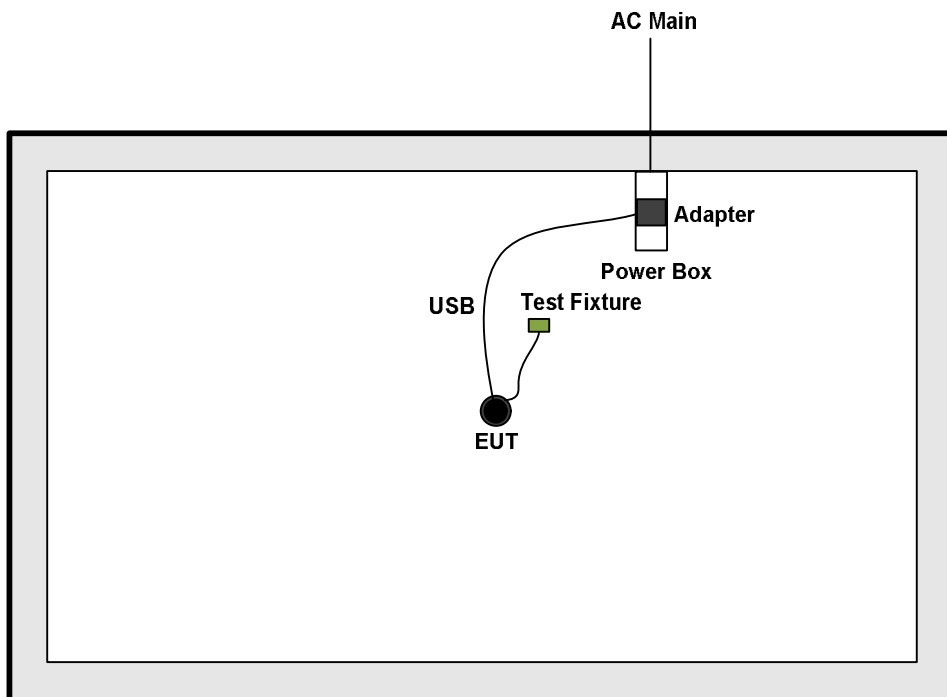 AC Main
Adapter
Power Box
USB
Test Fixture
EUT